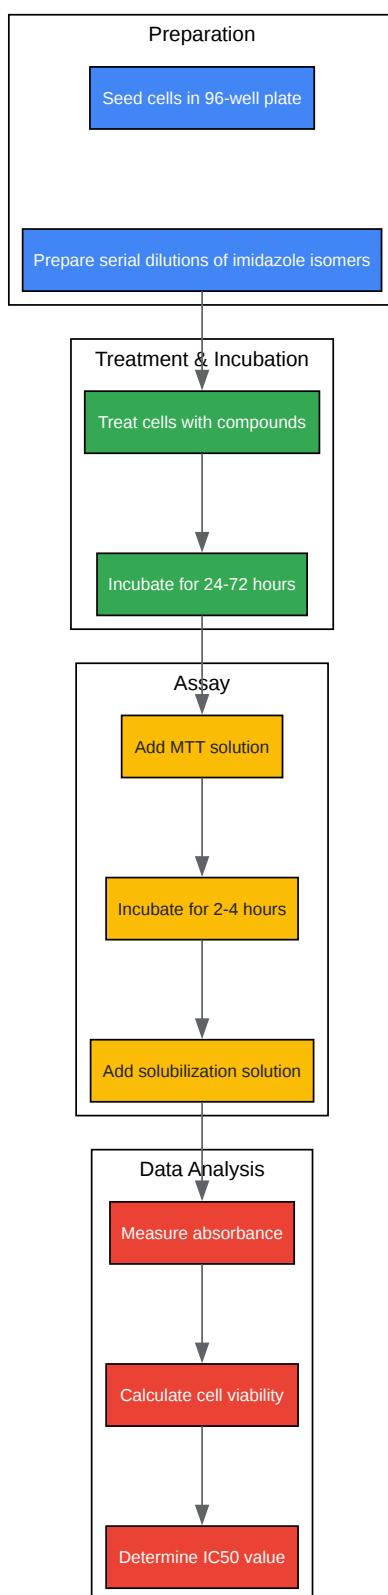 Preparation
Seed cells in 96-well plate
Prepare serial dilutions of imidazole isomers
Treatment & Incubation
Treat cells with compounds
Incubate for 24-72 hours
Assay
Add MTT solution
Incubate for 2-4 hours
Add solubilization solution
Data Analysis
Measure absorbance
Calculate cell viability
Determine IC50 value